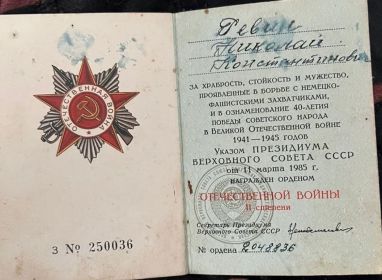 ОТЕЧЕСТВЕННАЯ ВОЙНА
З № 250036
Николай
Константинович
ЗА ХРАБРОСТЬ, СТОЙКОСТЬ И МУЖЕСТВО,
ПРОЯВЛЕННЫЕ В БОРЬБЕ С НЕМЕЦКО-
ФАШИСТСКИМИ ЗАХВАТЧИКАМИ,
И В ОЗНАМЕНОВАНИЕ 40-ЛЕТИЯ
ПОБЕДЫ СОВЕТСКОГО НАРОДА
В ВЕЛИКОЙ ОТЕЧЕСТВЕННОЙ ВОЙНЕ
1941—1945 ГОДОВ
УКАЗОМ ПРЕЗИДИУМА
ВЕРХОВНОГО СОВЕТА СССР
от 11 марта 1985 г.
НАГРАЖДЕН ОРДЕНОМ
ОТЕЧЕСТВЕННОЙ ВОЙНЫ
II степени
Секретарь Президиума
Верховного Совета СССР
№ ордена 2048836